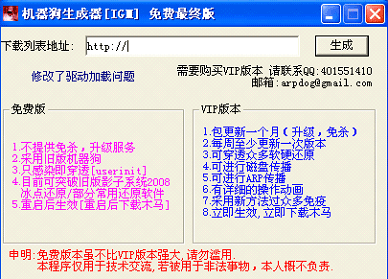 机器狗生成器[IGM] 免费最终版
下载列表地址: http:// 生成
修改了驱动加载问题
需要购买VIP版本 请联系QQ:401551410
邮箱:arpdog@gmail.com
免费版
1.不提供免杀，升级服务
2.采用旧版机器狗
3.只感染即穿透[userinit]
4.目前可突破旧版影子系统2008
冰点还原/部分常用还原软件
5.重启后生效[重启后下载木马]
VIP版本
1.包更新一个月（升级，免杀）
2.每周至少更新一次版本
3.可穿透众多软硬还原
4.可进行磁盘传播
5.可进行ARP传播
6.有详细的操作动画
7.采用新方法过众多免疫
8.立即生效,立即下载木马
申明:免费版本虽不比VIP版本强大,请勿滥用.
本程序仅用于技术交流,若被用于非法事物，本人概不负责.